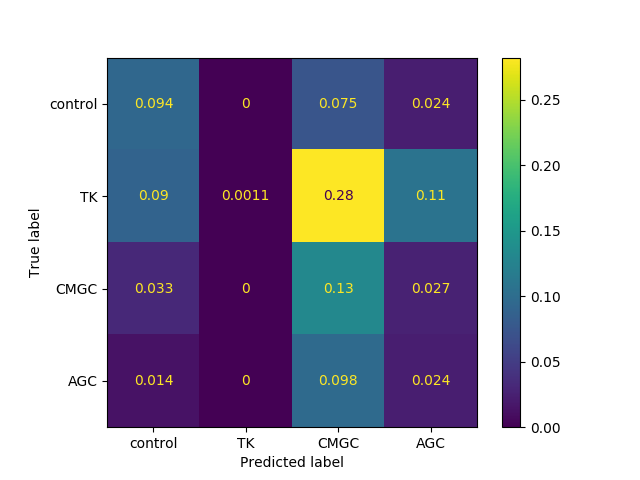 control 0.094 0 0.075 0.024
TK 0.09 0.0011 0.28 0.11
CMGC 0.033 0 0.13 0.027
AGC 0.014 0 0.098 0.024
control TK CMGC AGC
Predicted label
True label
0.25
0.20
0.15
0.10
0.05
0.00